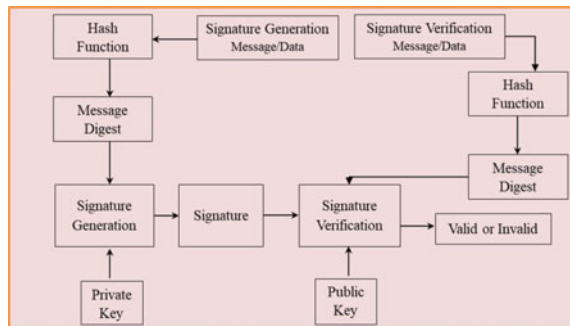 Hash
Function
Signature Generation
Message/Data
Signature Verification
Message/Data
Hash
Function
Message
Digest
Message
Digest
Signature
Generation
Signature
Signature
Verification
Valid or Invalid
Private
Key
Public
Key